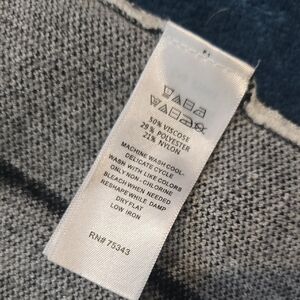 50% VISCOSE
29% POLYESTER
21% NYLON
MACHINE WASH COOL-
DELICATE CYCLE
WASH WITH LIKE COLORS
ONLY NON-CHLORINE
BLEACH WHEN NEEDED
RESHAPE WHILE DAMP
DRY FLAT
LOW IRON
RN# 75343